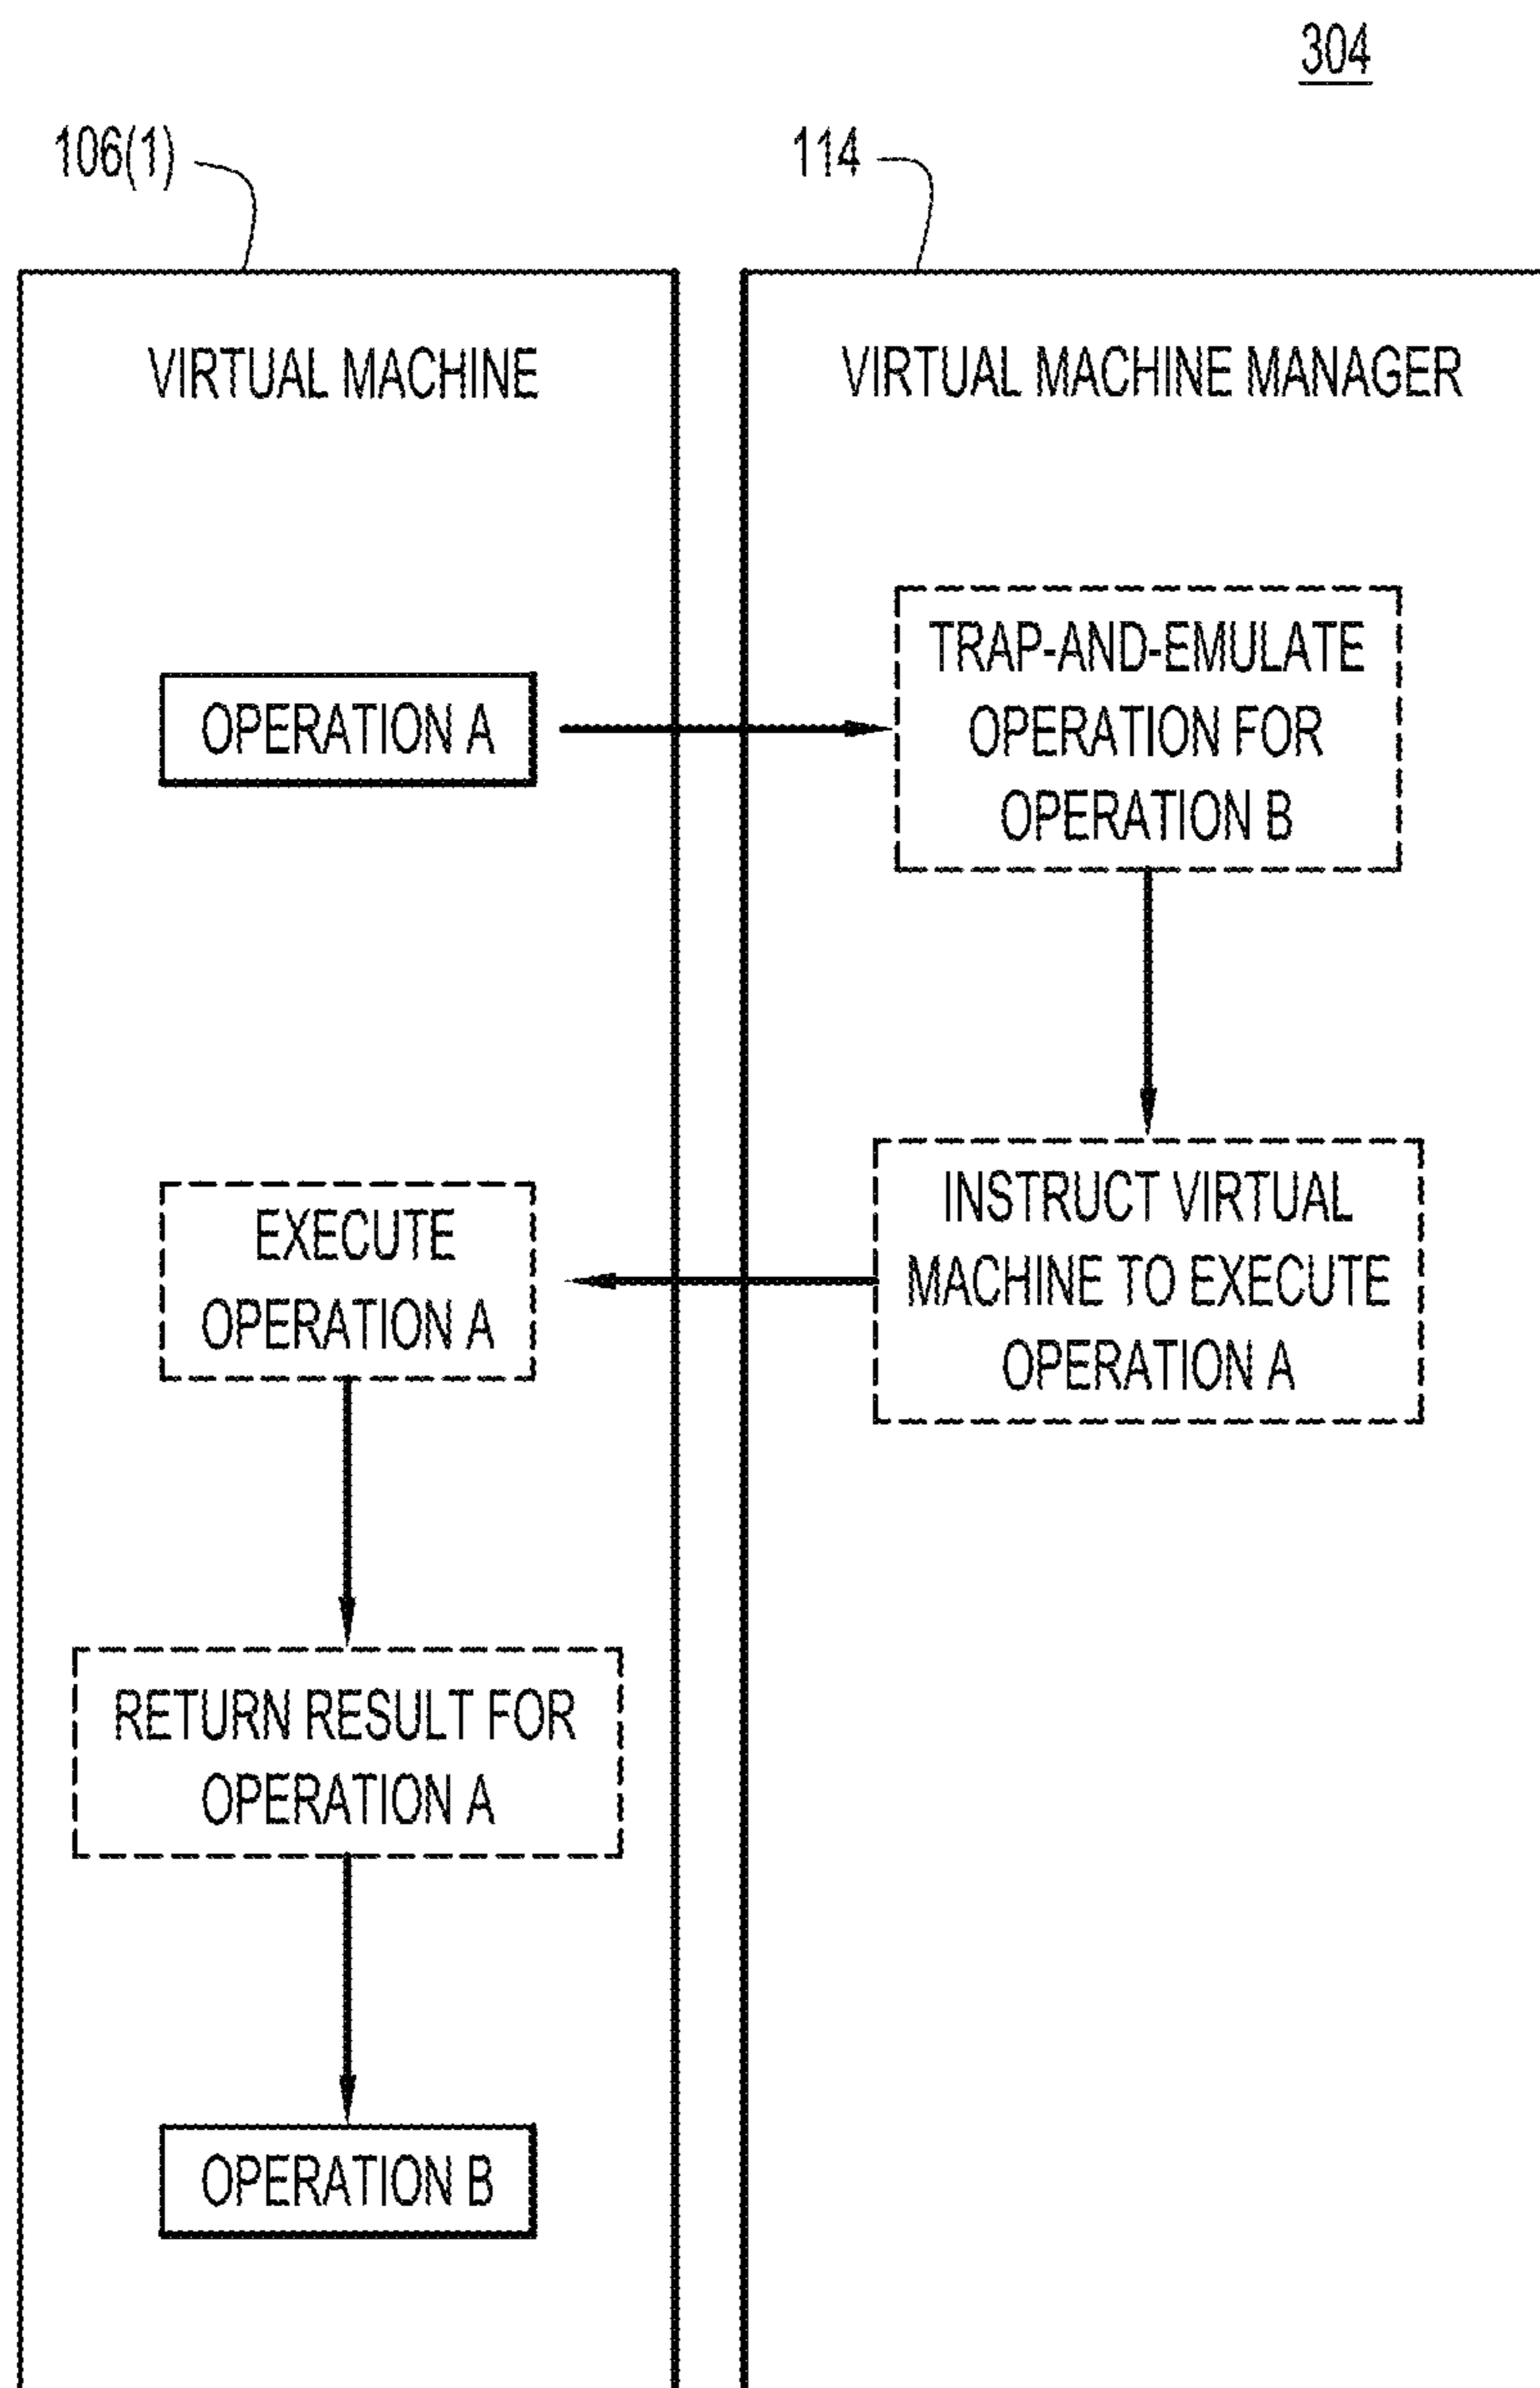 304
106(1)
114
VIRTUAL MACHINE
VIRTUAL MACHINE MANAGER
OPERATION A
TRAP-AND-EMULATE
OPERATION FOR
OPERATION B
INSTRUCT VIRTUAL
MACHINE TO EXECUTE
OPERATION A
EXECUTE
OPERATION A
RETURN RESULT FOR
OPERATION A
OPERATION B